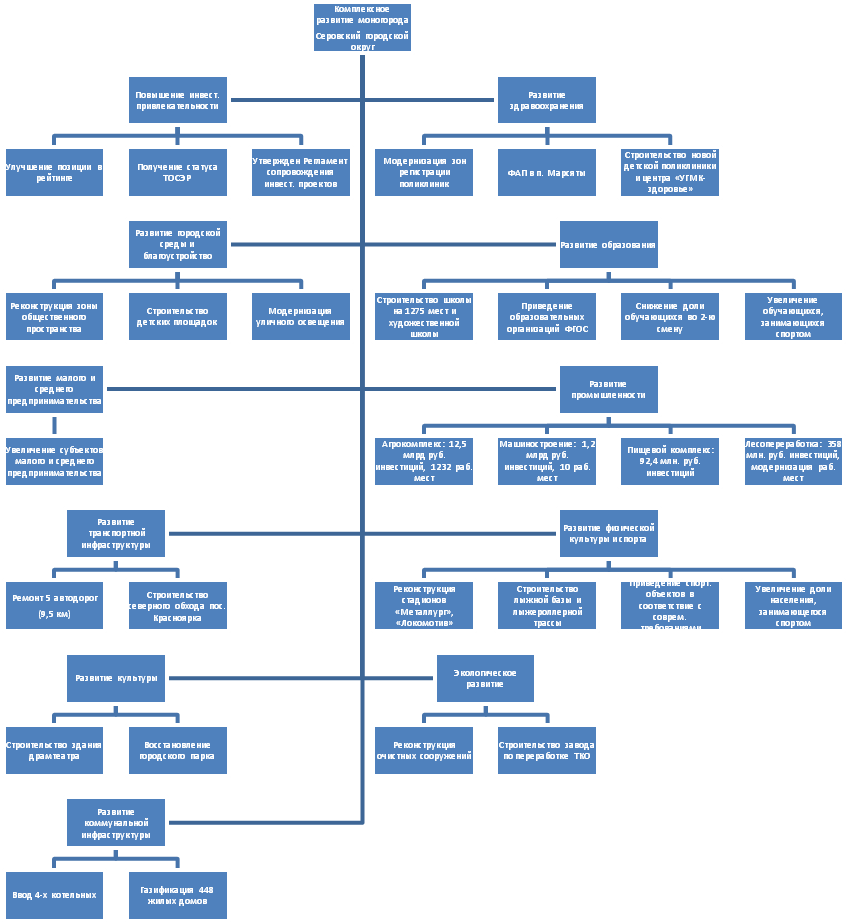 Комплексное
развитие моногорода
Серовский городской
округ
Повышение инвест.
привлекательности
Развитие
здравоохранения
Улучшение позиции в
рейтинге
Получение статуса
ТОСЭР
Утвержден Регламент
сопровождения
инвест. проектов
Модернизация зон
регистрации
поликлиник
ФАП в п. Марсяты
Строительство новой
детской поликлиники
и центра «УГМК-
здоровье»
Развитие городской
среды и
благоустройство
Развитие образования
Реконструкция зоны
общественного
пространства
Строительство
детских площадок
Модернизация
уличного освещения
Строительство школы
на 1275 мест и
художественной
школы
Приведение
образовательных
организаций ФГОС
Снижение доли
обучающихся во 2-ю
смену
Увеличение
обучающихся,
занимающихся
спортом
Развитие малого и
среднего
предпринимательства
Развитие
промышленности
Увеличение субъектов
малого и среднего
предпринимательства
Агрокомплекс: 12,5
млрд руб.
инвестиций, 1232 раб.
мест
Машиностроение: 1,2
млрд руб.
инвестиций, 10 раб.
мест
Пищевой комплекс:
92,4 млн. руб.
инвестиций
Лесопереработка: 358
млн. руб. инвестиций,
модернизация раб.
мест
Развитие
транспортной
инфраструктуры
Развитие физической
культуры и спорта
Ремонт 5 автодорог
(9,5 км)
Строительство
северного обхода пос.
Красноярка
Реконструкция
стадионов
«Металлург»,
«Локомотив»
Строительство
лыжной базы и
лыжероллерной
трассы
Приведение спорт.
объектов в
соответствие с
соврем.
требованиями
Увеличение доли
населения,
занимающегося
спортом
Развитие культуры
Экологическое
развитие
Строительство здания
драмтеатра
Восстановление
городского парка
Реконструкция
очистных сооружений
Строительство завода
по переработке ТКО
Развитие
коммунальной
инфраструктуры
Ввод 4-х котельных
Газификация 448
жилых домов